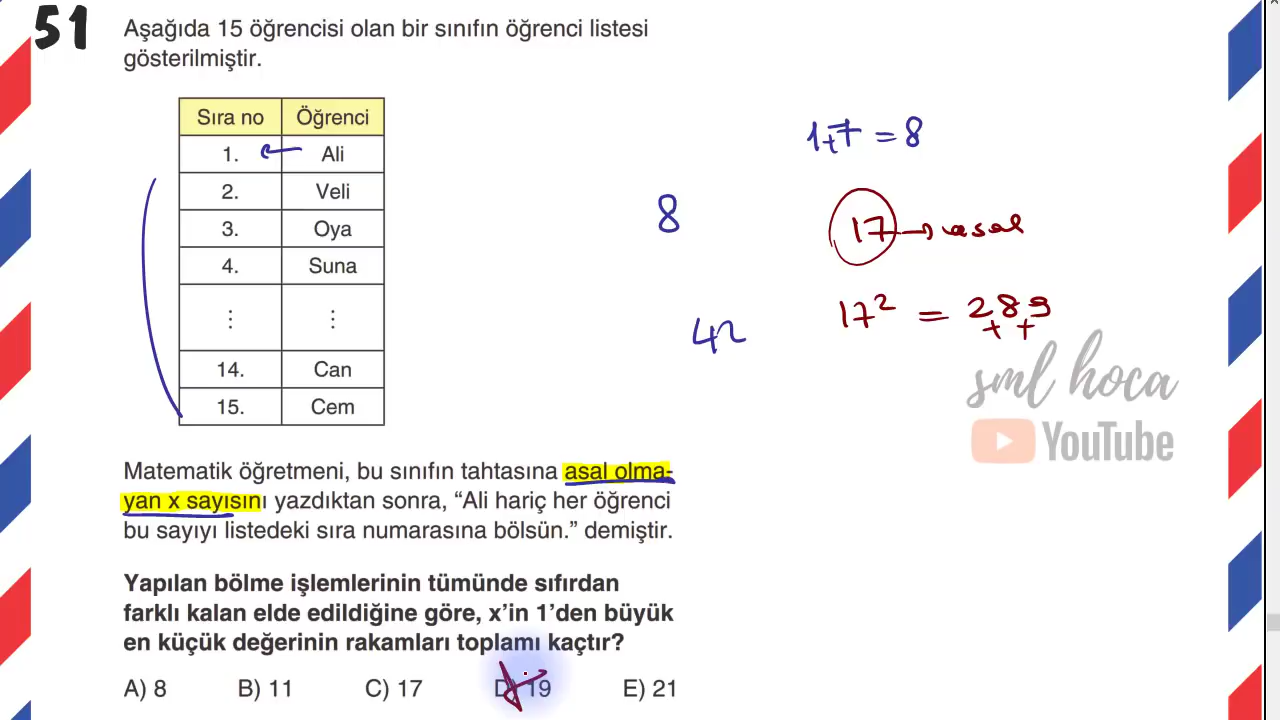 51
Aşağıda 15 öğrencisi olan bir sınıfın öğrenci listesi
gösterilmiştir.
Sıra no Öğrenci
1. Ali
2. Veli
3. Oya
4. Suna
⋮ ⋮
14. Can
15. Cem
1+7 = 8
8
17 → asal
42
17² = 289
+ +
sml hoca
YouTube
Matematik öğretmeni, bu sınıfın tahtasına asal olma-
yan x sayısını yazdıktan sonra, “Ali hariç her öğrenci
bu sayıyı listedeki sıra numarasına bölsün.” demiştir.
Yapılan bölme işlemlerinin tümünde sıfırdan
farklı kalan elde edildiğine göre, x’in 1’den büyük
en küçük değerinin rakamları toplamı kaçtır?
A) 8 B) 11 C) 17 D) 19 E) 21